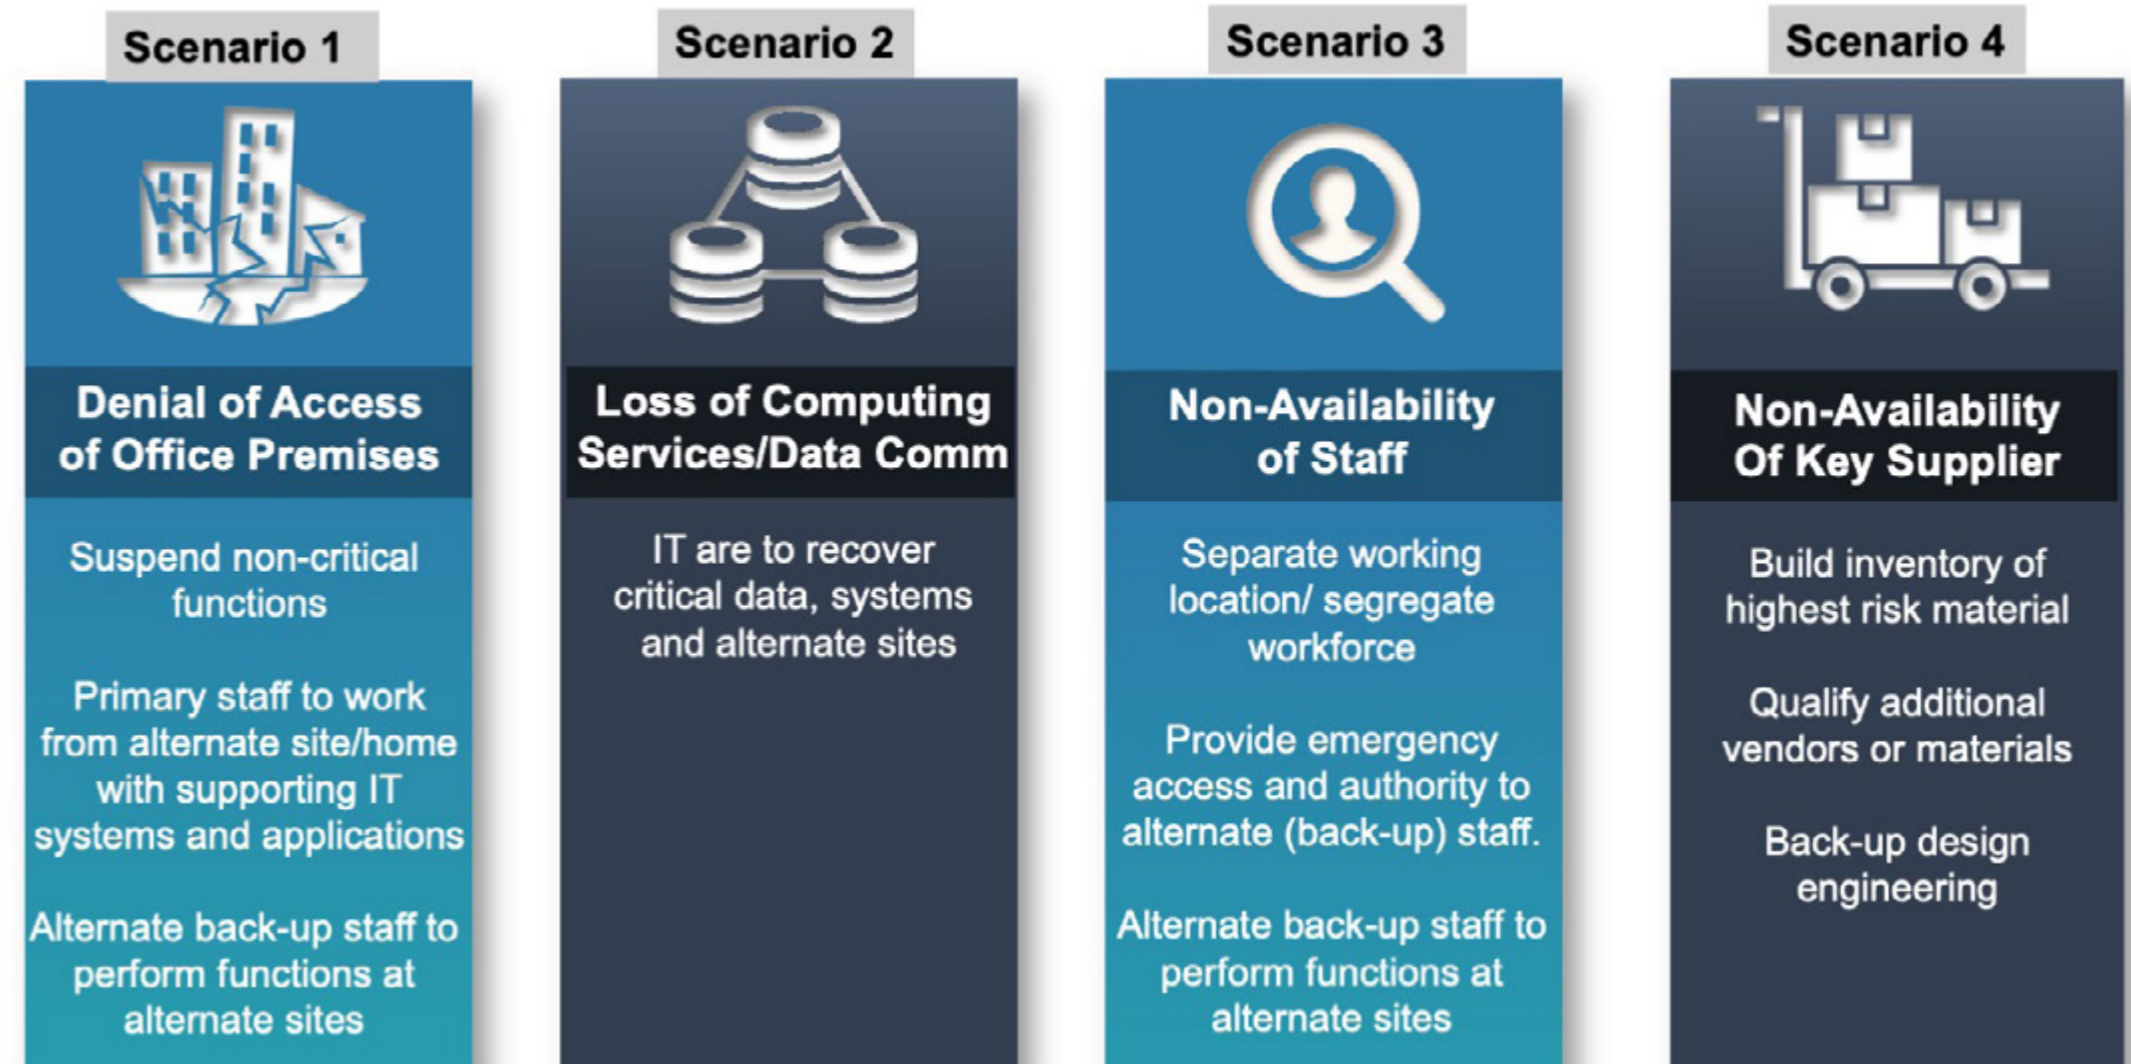 Scenario 1
Denial of Access
of Office Premises
Suspend non-critical
functions
Primary staff to work
from alternate site/home
with supporting IT
systems and applications
Alternate back-up staff to
perform functions at
alternate sites
Scenario 2
Loss of Computing
Services/Data Comm
IT are to recover
critical data, systems
and alternate sites
Scenario 3
Non-Availability
of Staff
Separate working
location/ segregate
workforce
Provide emergency
access and authority to
alternate (back-up) staff.
Alternate back-up staff to
perform functions at
alternate sites
Scenario 4
Non-Availability
Of Key Supplier
Build inventory of
highest risk material
Qualify additional
vendors or materials
Back-up design
engineering